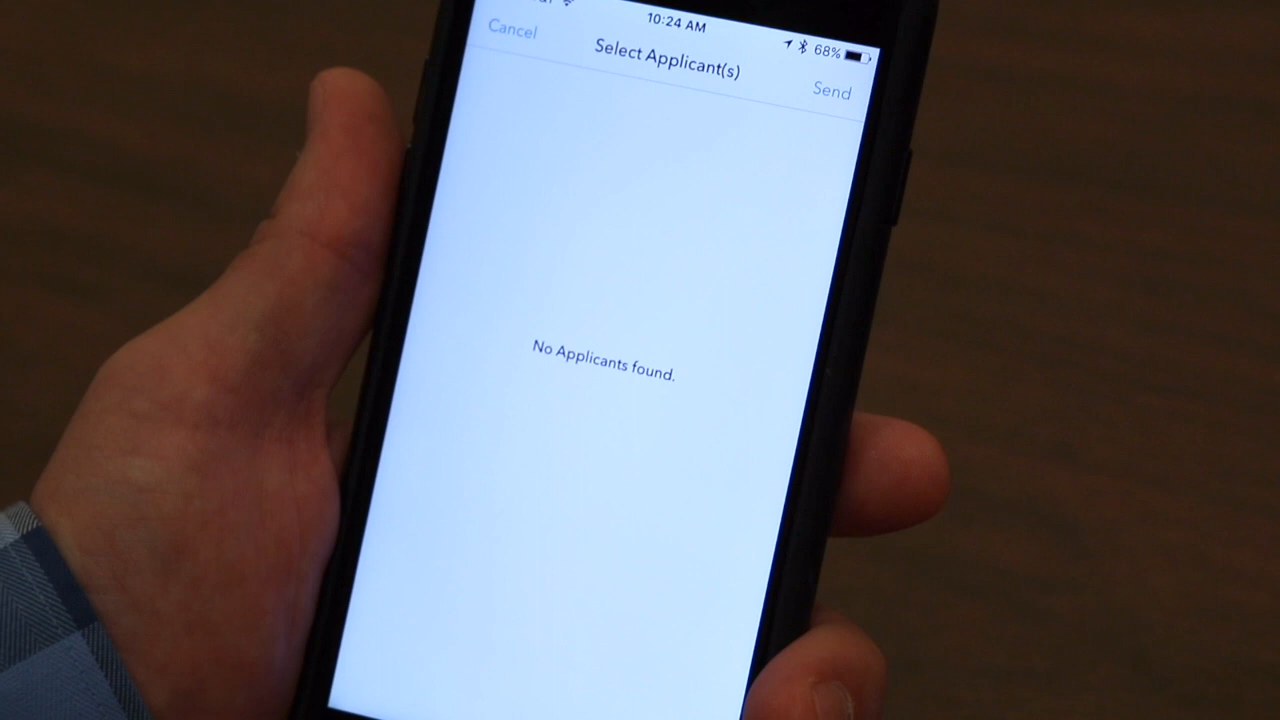 10:24 AM
68%
Cancel
Select Applicant(s)
Send
No Applicants found.